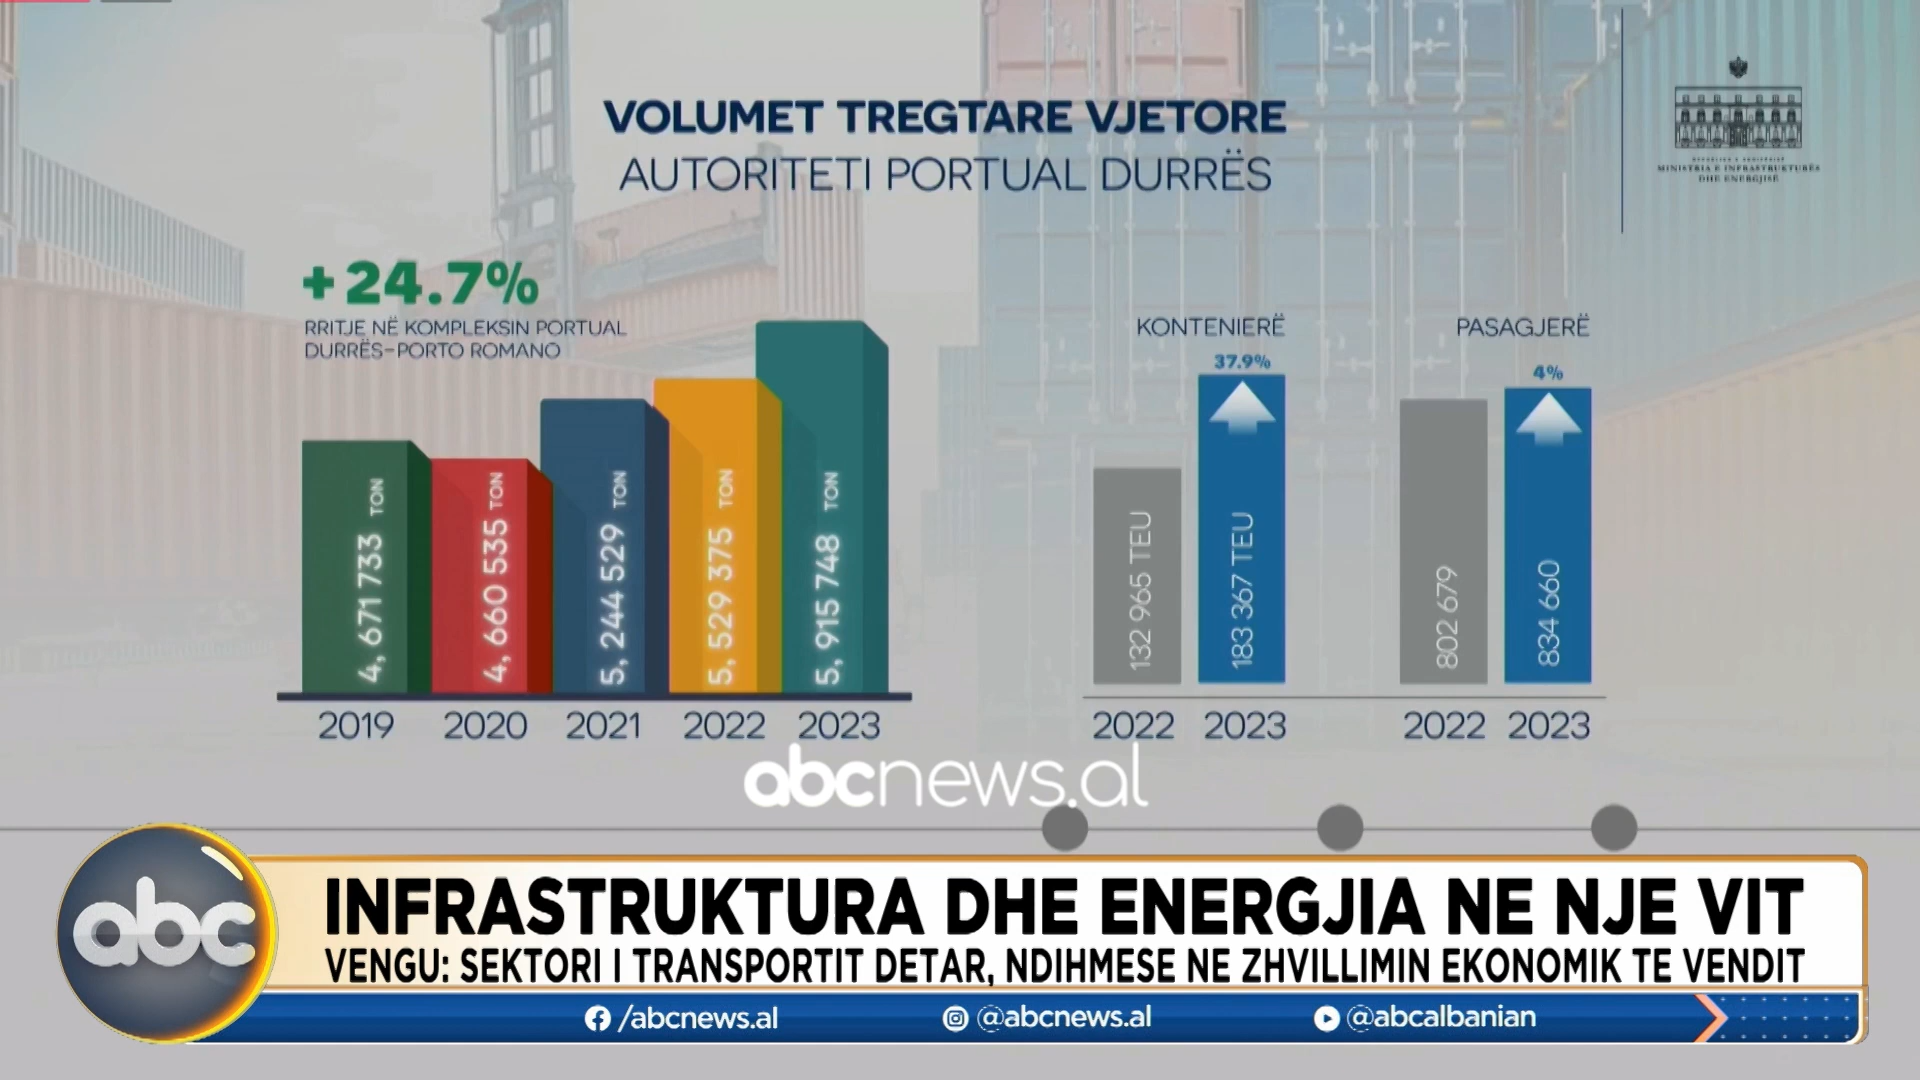 VOLUMET TREGTARE VJETORE
AUTORITETI PORTUAL DURRËS
MINISTRIA E INFRASTRUKTURËS
DHE ENERGJISË
+24.7%
RRITJE NË KOMPLEKSIN PORTUAL
DURRËS-PORTO ROMANO
4, 671 733 TON
4, 660 535 TON
5, 244 529 TON
5, 529 375 TON
5, 915 748 TON
2019 2020 2021 2022 2023
KONTENIERË
37.9%
132 965 TEU
183 367 TEU
2022 2023
PASAGJERË
4%
802 679
834 660
2022 2023
abcnews.al
abc
INFRASTRUKTURA DHE ENERGJIA NE NJE VIT
VENGU: SEKTORI I TRANSPORTIT DETAR, NDIHMESE NE ZHVILLIMIN EKONOMIK TE VENDIT
/abcnews.al @abcnews.al @abcalbanian